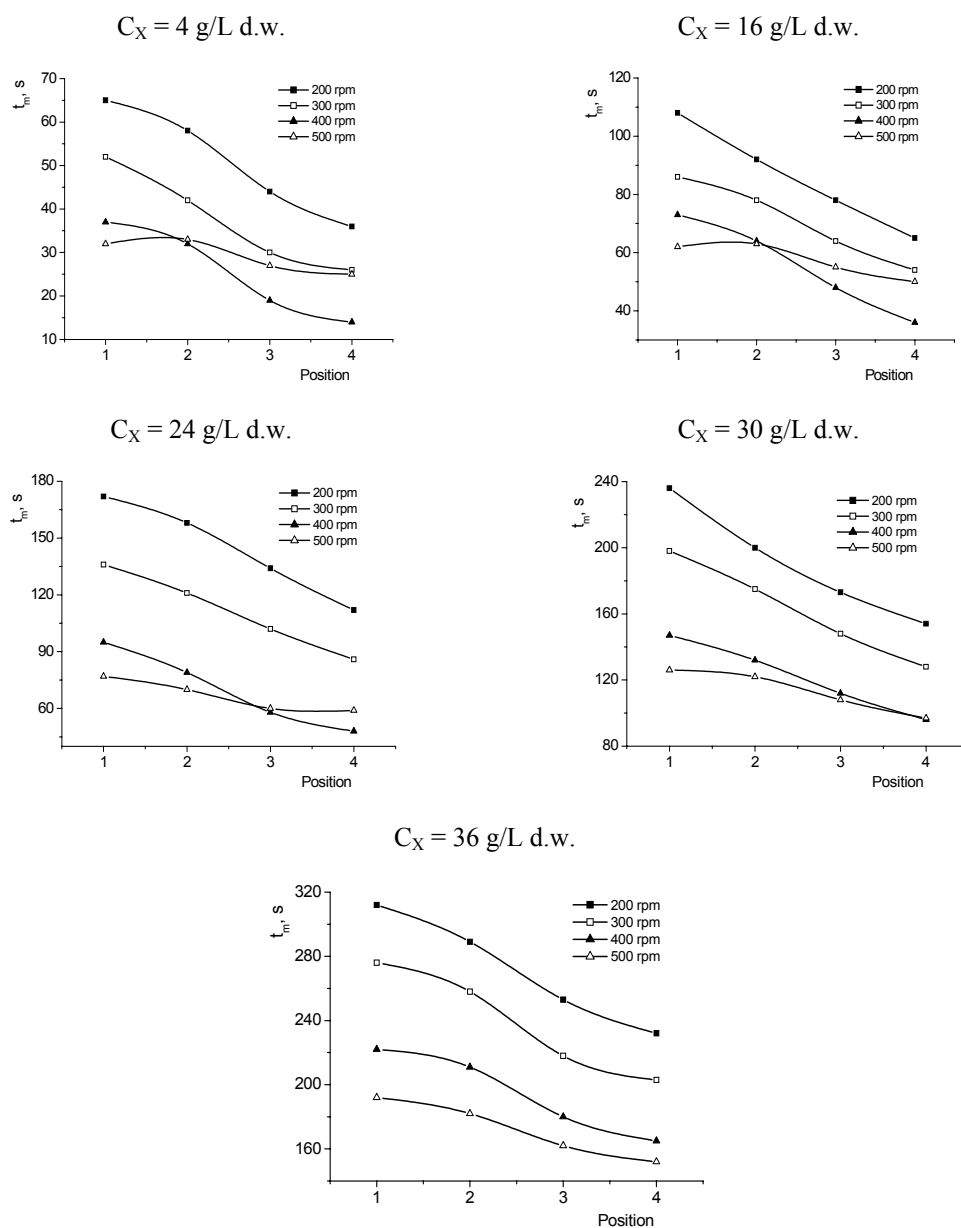 C_X = 4 g/L d.w.
t_m, s
70
60
50
40
30
20
10
1 2 3 4
Position
200 rpm
300 rpm
400 rpm
500 rpm
C_X = 16 g/L d.w.
t_m, s
120
100
80
60
40
1 2 3 4
Position
200 rpm
300 rpm
400 rpm
500 rpm
C_X = 24 g/L d.w.
t_m, s
180
150
120
90
60
1 2 3 4
Position
200 rpm
300 rpm
400 rpm
500 rpm
C_X = 30 g/L d.w.
t_m, s
240
200
160
120
80
1 2 3 4
Position
200 rpm
300 rpm
400 rpm
500 rpm
C_X = 36 g/L d.w.
t_m, s
320
280
240
200
160
1 2 3 4
Position
200 rpm
300 rpm
400 rpm
500 rpm